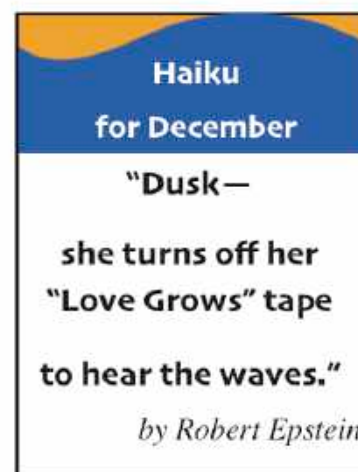 Haiku
for December
“Dusk—
she turns off her
“Love Grows” tape
to hear the waves.”
by Robert Epstein